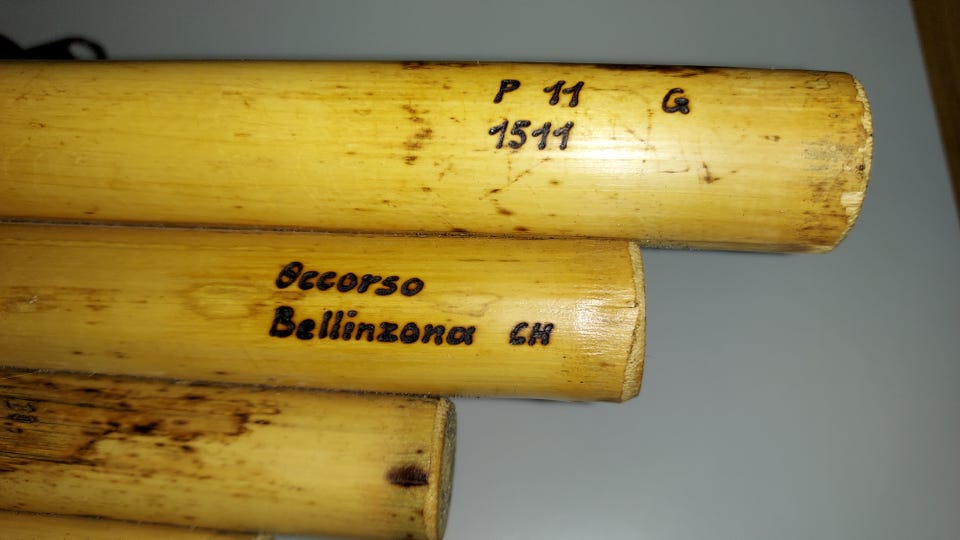 P 11 G
1511
Occorso
Bellinzona CH